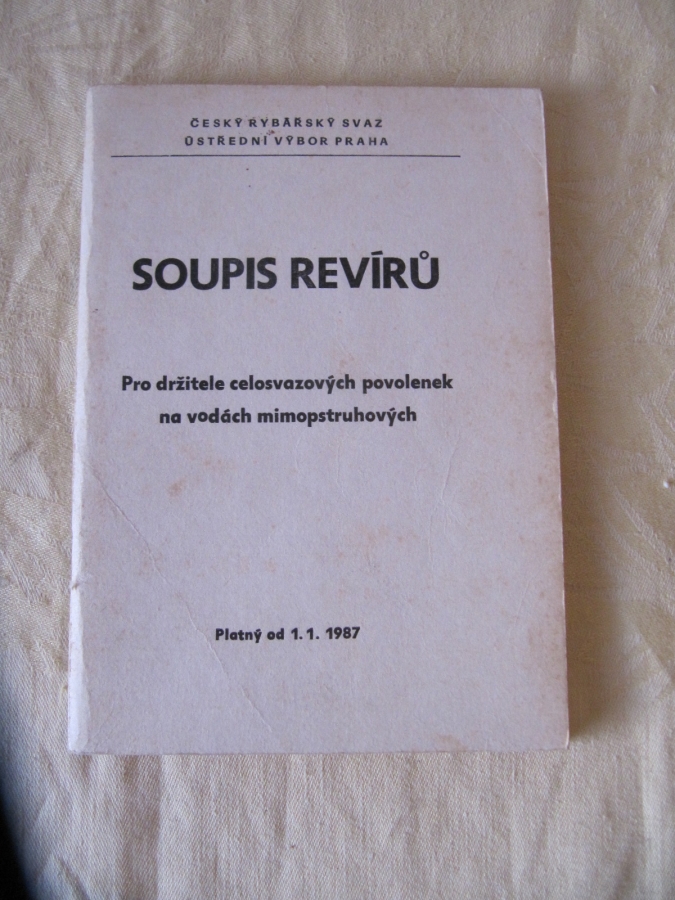 ČESKÝ RYBÁŘSKÝ SVAZ
ÚSTŘEDNÍ VÝBOR PRAHA
SOUPIS REVÍRŮ
Pro držitele celosvazových povolenek
na vodách mimopstruhových
Platný od 1. 1. 1987